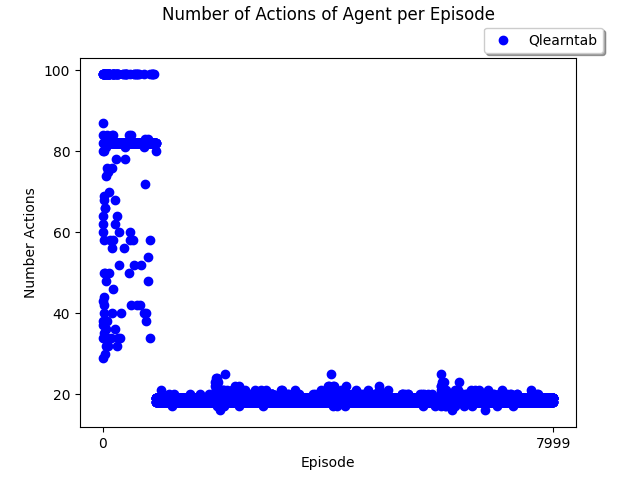 Number of Actions of Agent per Episode
Qlearntab
100
80
60
40
20
Number Actions
0
7999
Episode